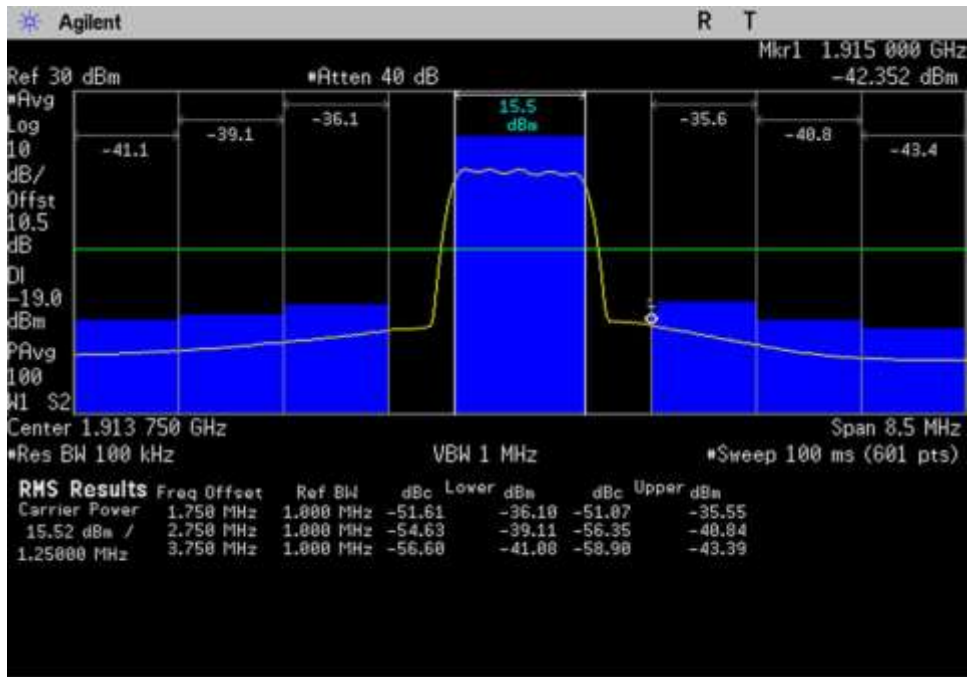 Agilent R T
Mkr1 1.915 000 GHz
Ref 30 dBm #Atten 40 dB -42.352 dBm
#Avg
Log
10
dB/
Offst
10.5
dB
DI
-19.0
dBm
PAvg
100
W1 S2
-41.1 -39.1 -36.1 15.5 dBm -35.6 -40.8 -43.4
1
Center 1.913 750 GHz Span 8.5 MHz
#Res BW 100 kHz VBW 1 MHz #Sweep 100 ms (601 pts)
RMS Results Freq Offset Ref BW dBc Lower dBm dBc Upper dBm
Carrier Power 1.750 MHz 1.000 MHz -51.61 -36.10 -51.07 -35.55
15.52 dBm / 2.750 MHz 1.000 MHz -54.63 -39.11 -56.35 -40.84
1.25000 MHz 3.750 MHz 1.000 MHz -56.60 -41.08 -58.90 -43.39